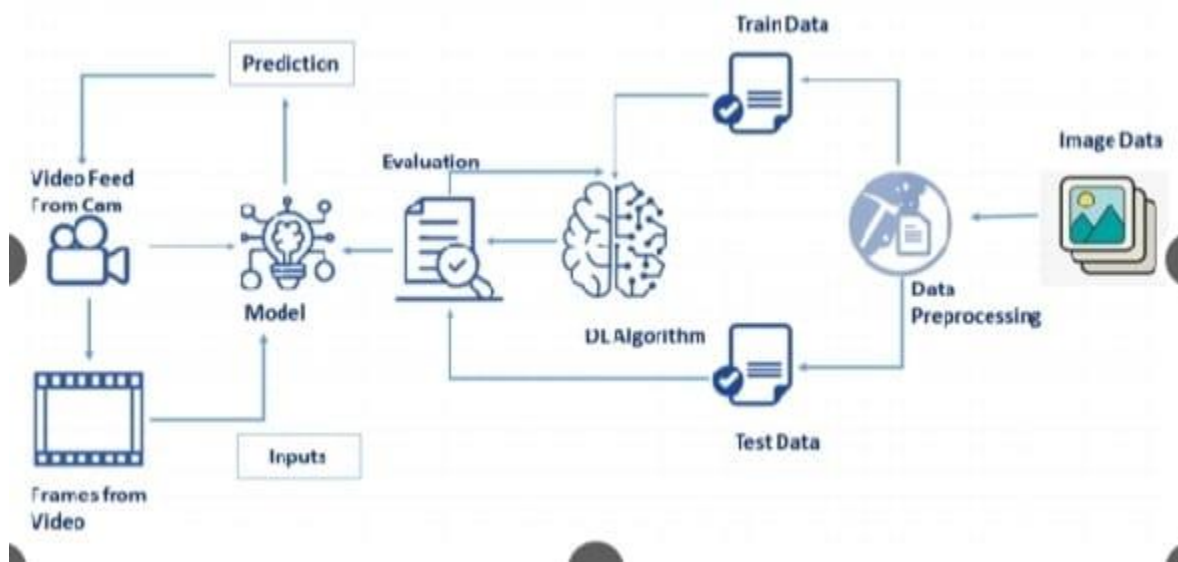 Train Data
Prediction
Image Data
Evaluation
Video Feed
From Cam
Data
Preprocessing
Model
DL Algorithm
Test Data
Inputs
Frames from
Video